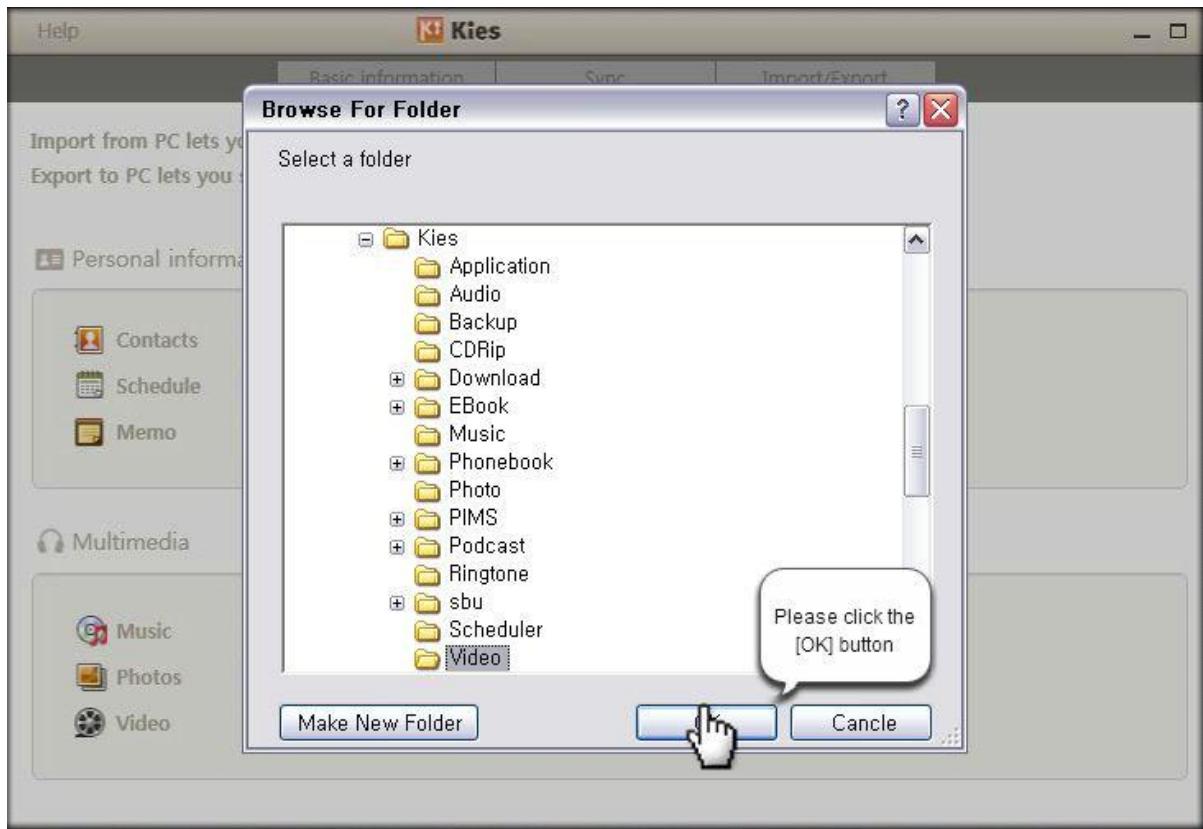 Help
Kies
Basic information
Sync
Import/Export
Browse For Folder
Import from PC lets
Export to PC lets you
Select a folder
Kies
Application
Audio
Backup
CDRip
Download
EBook
Music
Phonebook
Photo
PIMS
Podcast
Ringtone
sbu
Scheduler
Video
Personal
Contacts
Schedule
Memo
Multimedia
Music
Photos
Video
Please click the
[OK] button
Make New Folder
Cancle